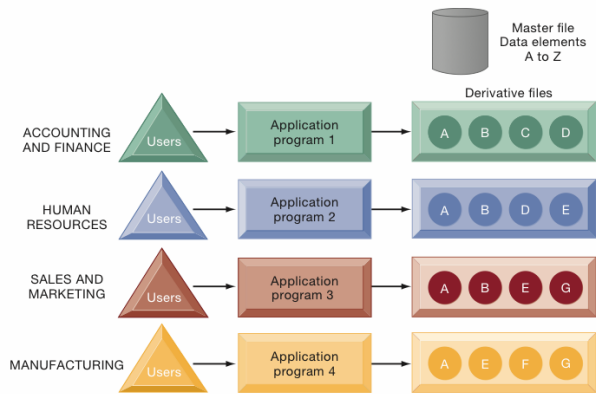 Master file
Data elements
A to Z
Derivative files
ACCOUNTING
AND FINANCE
Users
Application
program 1
A B C D
HUMAN
RESOURCES
Users
Application
program 2
A B D E
SALES AND
MARKETING
Users
Application
program 3
A B E G
MANUFACTURING
Users
Application
program 4
A E F G